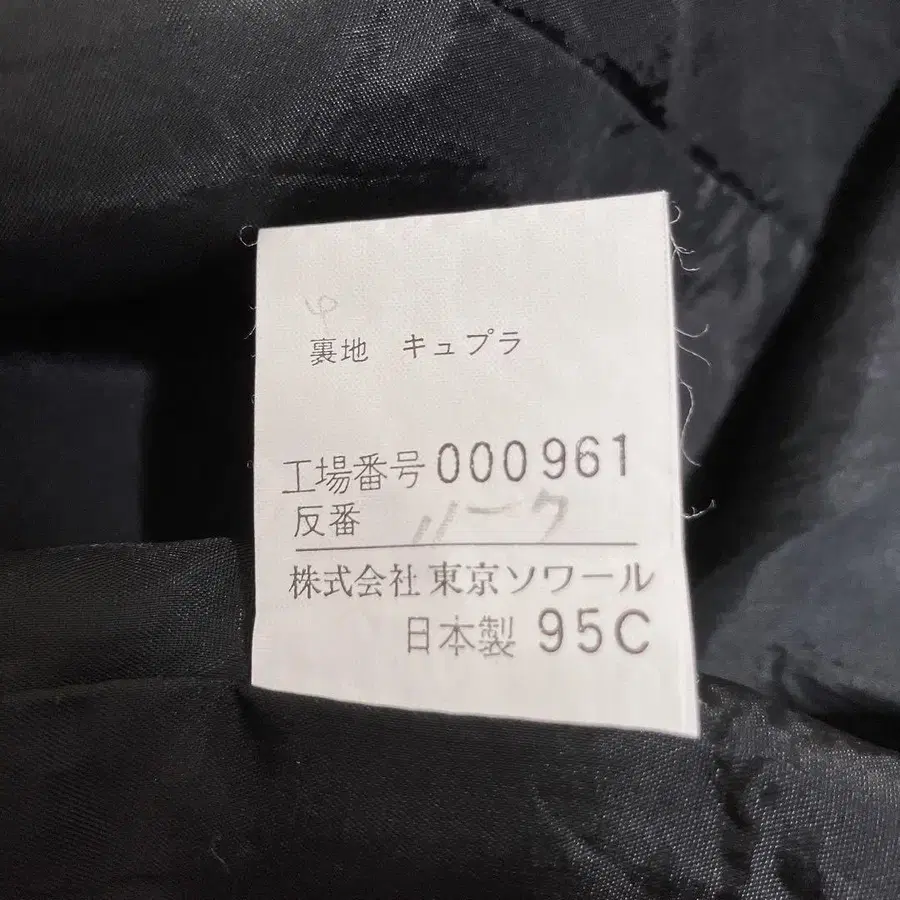 裏地 キュプラ
工場番号 000961
反番
株式会社 東京ソワール
日本製 95C